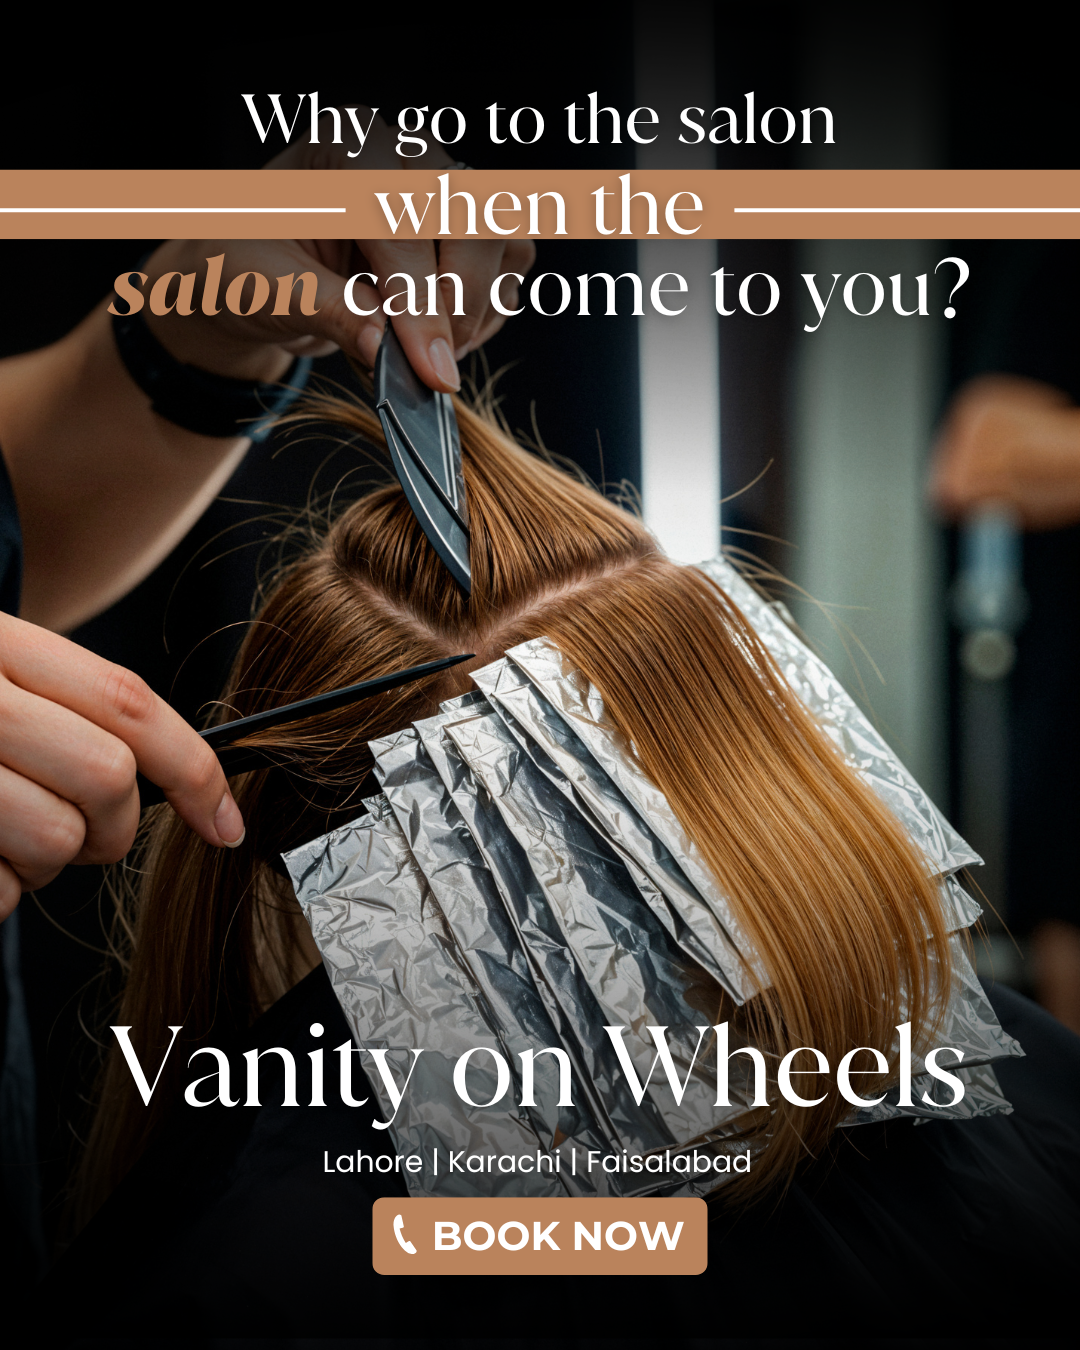 Why go to the salon
when the
salon can come to you?
Vanity on Wheels
Lahore | Karachi | Faisalabad
BOOK NOW